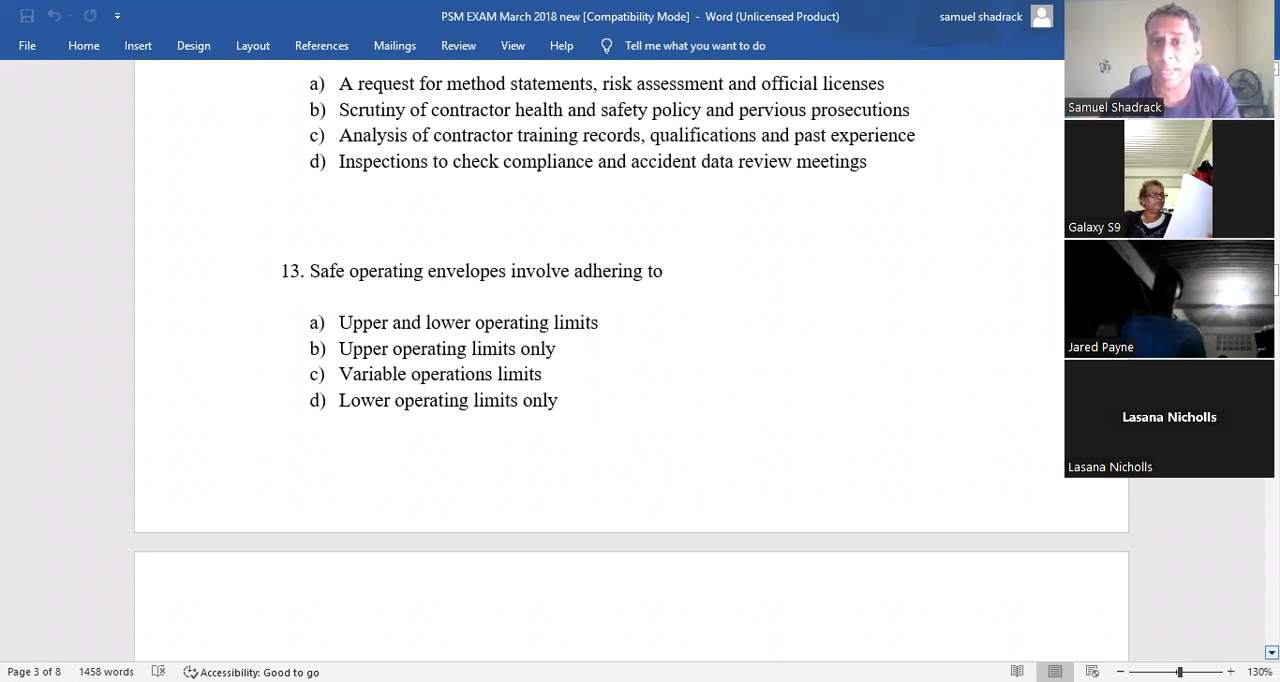 PSM EXAM March 2018 new [Compatibility Mode] - Word (Unlicensed Product)
samuel shadrack
File Home Insert Design Layout References Mailings Review View Help Tell me what you want to do
a) A request for method statements, risk assessment and official licenses
b) Scrutiny of contractor health and safety policy and pervious prosecutions
c) Analysis of contractor training records, qualifications and past experience
d) Inspections to check compliance and accident data review meetings
13. Safe operating envelopes involve adhering to
a) Upper and lower operating limits
b) Upper operating limits only
c) Variable operations limits
d) Lower operating limits only
Samuel Shadrack
Galaxy S9
Jared Payne
Lasana Nicholls
Lasana Nicholls
Page 3 of 8 1458 words Accessibility: Good to go 130%